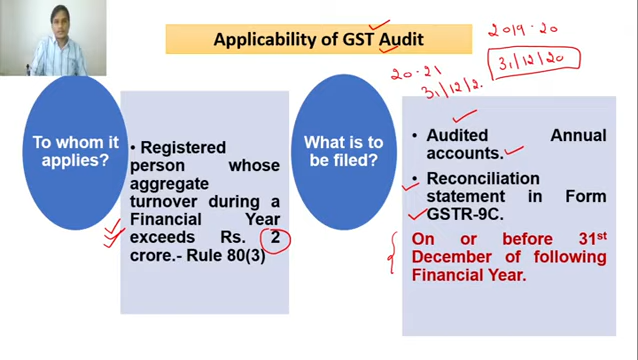 Applicability of GST Audit
2019-20
31/12/20
20-21
31/12/2
To whom it
applies?
• Registered
person whose
aggregate
turnover during a
Financial Year
exceeds Rs. 2
crore.- Rule 80(3)
What is to
be filed?
• Audited Annual
accounts.
• Reconciliation
statement in Form
GSTR-9C.
On or before 31st
December of following
Financial Year.